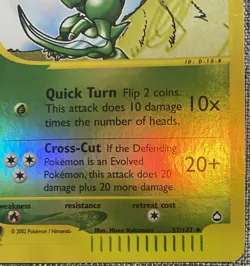 Quick Turn Flip 2 coins.
This attack does 10 damage 10x
times the number of heads.
Cross-Cut If the Defending
Pokémon is an Evolved
Pokémon, this attack does 20 20+
damage plus 20 more damage.
weakness resistance retreat cost
Illus.
©2002 Pokémon / Nintendo